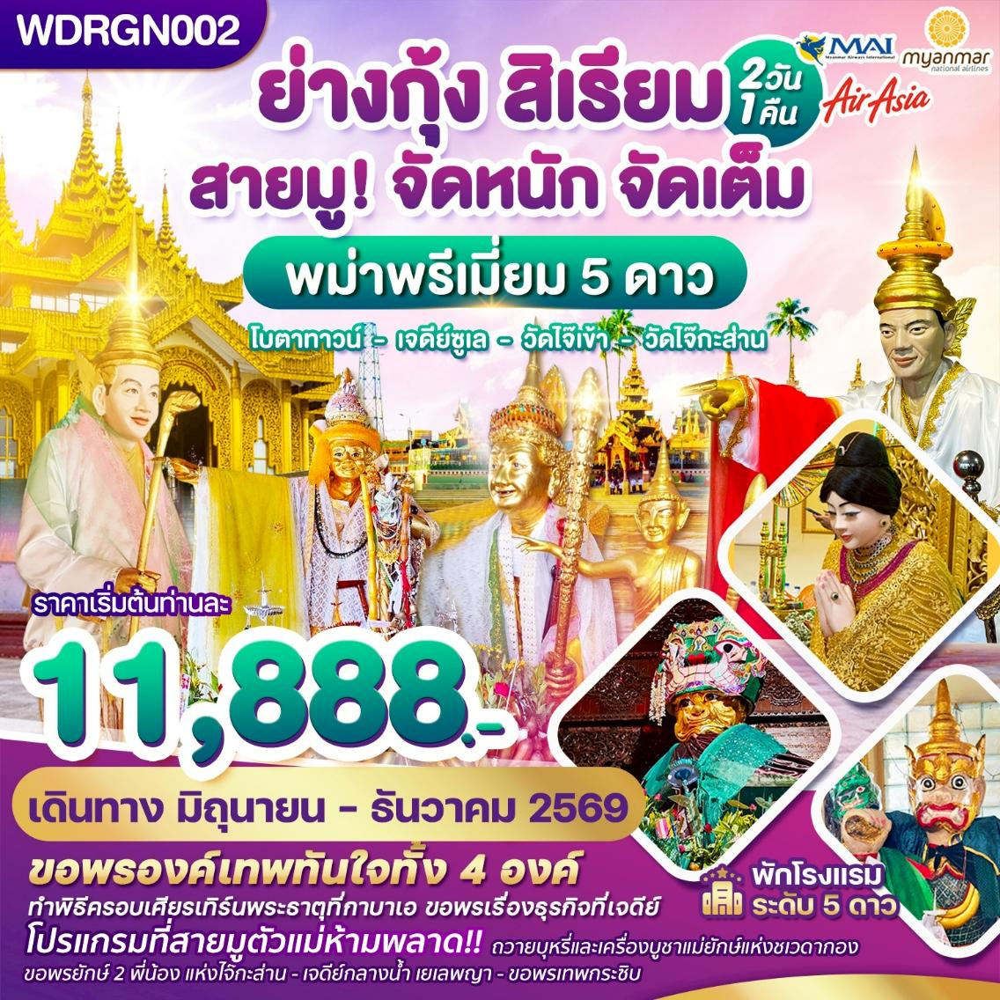 WDRGN002
MAI
Myanmar Airways International
myanmar
national airlines
AirAsia
ย่างกุ้ง สิเรียม
2วัน
1คืน
สายมู! จัดหนัก จัดเต็ม
พม่าพรีเมี่ยม 5 ดาว
โบตาทาวน์ - เจดีย์ซูเล - วัดไจ๊เข้า - วัดไจ๊กะส่าน
ราคาเริ่มต้นท่านละ
11,888.-
เดินทาง มิถุนายน - ธันวาคม 2569
ขอพรองค์เทพทันใจทั้ง 4 องค์
ทำพิธีครอบเศียรเทิร์นพระธาตุที่กาบาเอ ขอพรเรื่องธุรกิจที่เจดีย์
โปรแกรมที่สายมูตัวแม่ห้ามพลาด!! ถวายบุหรี่และเครื่องบูชาแม่ยักษ์แห่งชเวดากอง
ขอพรยักษ์ 2 พี่น้อง แห่งไจ๊กะส่าน - เจดีย์กลางน้ำ เยเลพญา - ขอพรเทพกระซิบ
พักโรงแรม
ระดับ 5 ดาว